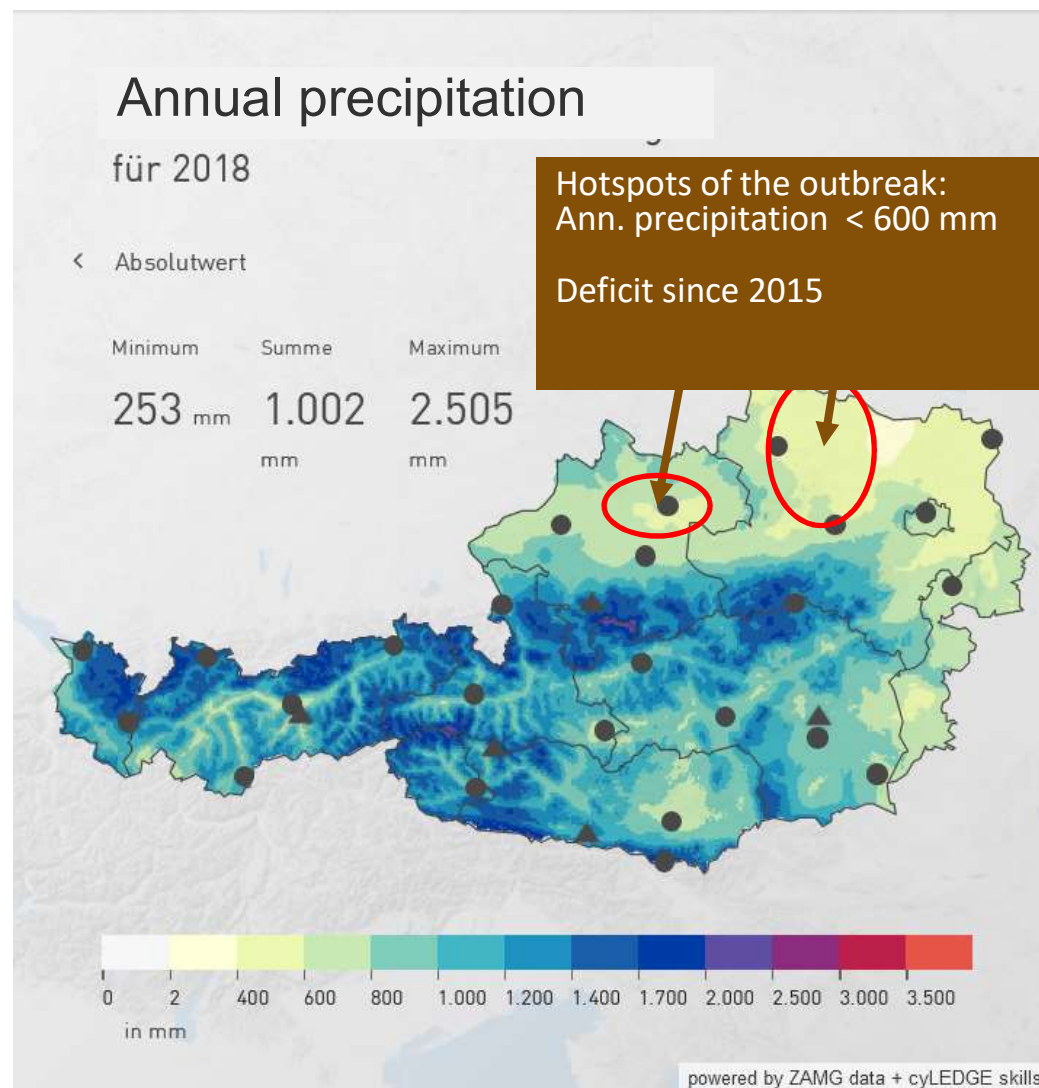 Annual precipitation
für 2018
Hotspots of the outbreak:
Ann. precipitation < 600 mm
Deficit since 2015
< Absolutwert
Minimum Summe Maximum
253 mm 1.002 mm 2.505 mm
0 2 400 600 800 1.000 1.200 1.400 1.700 2.000 2.500 3.000 3.500
in mm
powered by ZAMG data + cyLEDGE skills